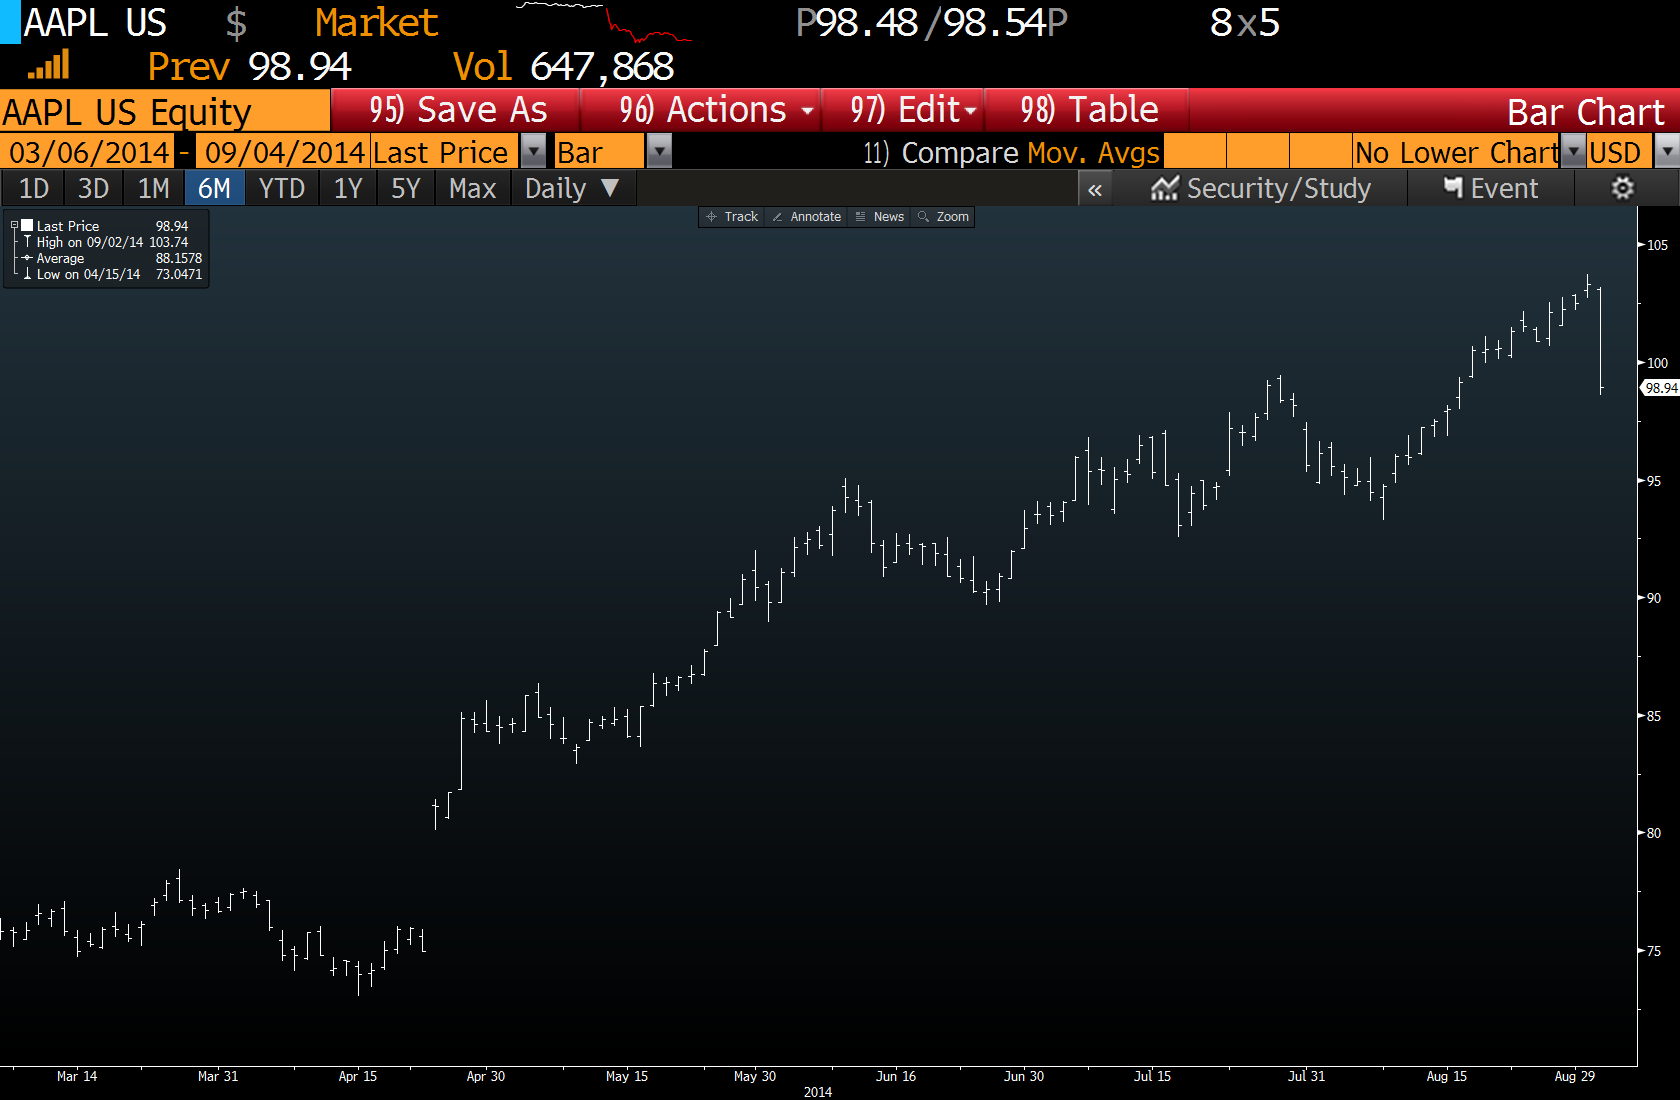 AAPL US $ Market P98.48/98.54P 8x5
Prev 98.94 Vol 647,868
AAPL US Equity 95) Save As 96) Actions 97) Edit 98) Table Bar Chart
03/06/2014 - 09/04/2014 Last Price Bar 11) Compare Mov. Avgs No Lower Chart USD
1D 3D 1M 6M YTD 1Y 5Y Max Daily ▼ « Security/Study Event
Track Annotate News Zoom
Last Price 98.94
High on 09/02/14 103.74
Average 88.1578
Low on 04/15/14 73.0471
105
100
98.94
95
90
85
80
75
Mar 14 Mar 31 Apr 15 Apr 30 May 15 May 30 Jun 16 Jun 30 Jul 15 Jul 31 Aug 15 Aug 29
2014